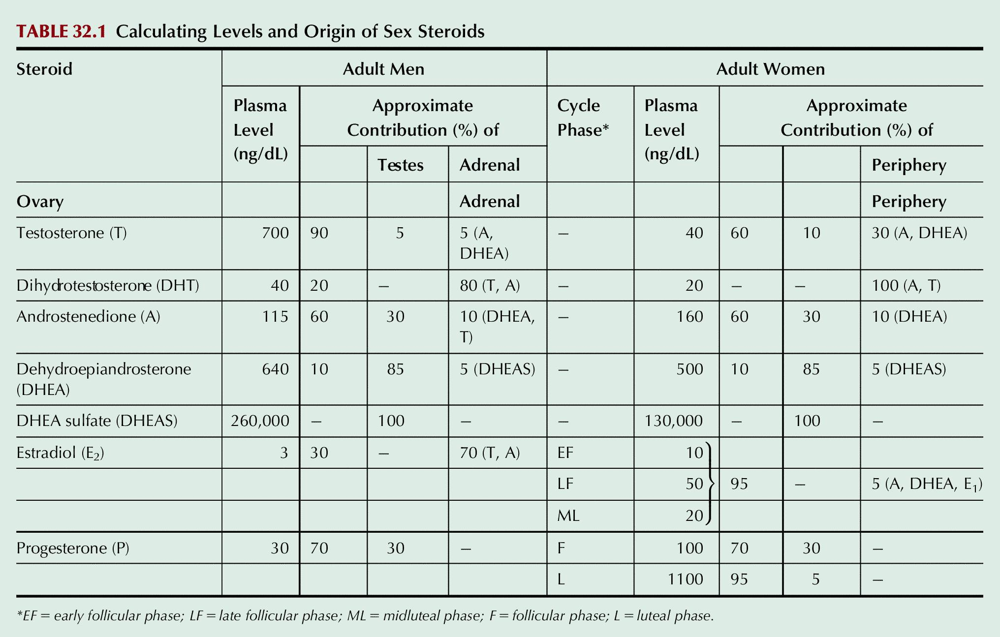 TABLE 32.1 Calculating Levels and Origin of Sex Steroids
Steroid Adult Men Adult Women
Plasma Approximate Cycle Plasma Approximate
Level Contribution (%) of Phase* Level Contribution (%) of
(ng/dL) (ng/dL)
Testes Adrenal Periphery
Ovary Adrenal Periphery
Testosterone (T) 700 90 5 5 (A, – 40 60 10 30 (A, DHEA)
DHEA)
Dihydrotestosterone (DHT) 40 20 – 80 (T, A) – 20 – – 100 (A, T)
Androstenedione (A) 115 60 30 10 (DHEA, – 160 60 30 10 (DHEA)
T)
Dehydroepiandrosterone 640 10 85 5 (DHEAS) – 500 10 85 5 (DHEAS)
(DHEA)
DHEA sulfate (DHEAS) 260,000 – 100 – – 130,000 – 100 –
Estradiol (E₂) 3 30 – 70 (T, A) EF 10
LF 50 95 – 5 (A, DHEA, E₁)
ML 20
Progesterone (P) 30 70 30 – F 100 70 30 –
L 1100 95 5 –
*EF = early follicular phase; LF = late follicular phase; ML = midluteal phase; F = follicular phase; L = luteal phase.